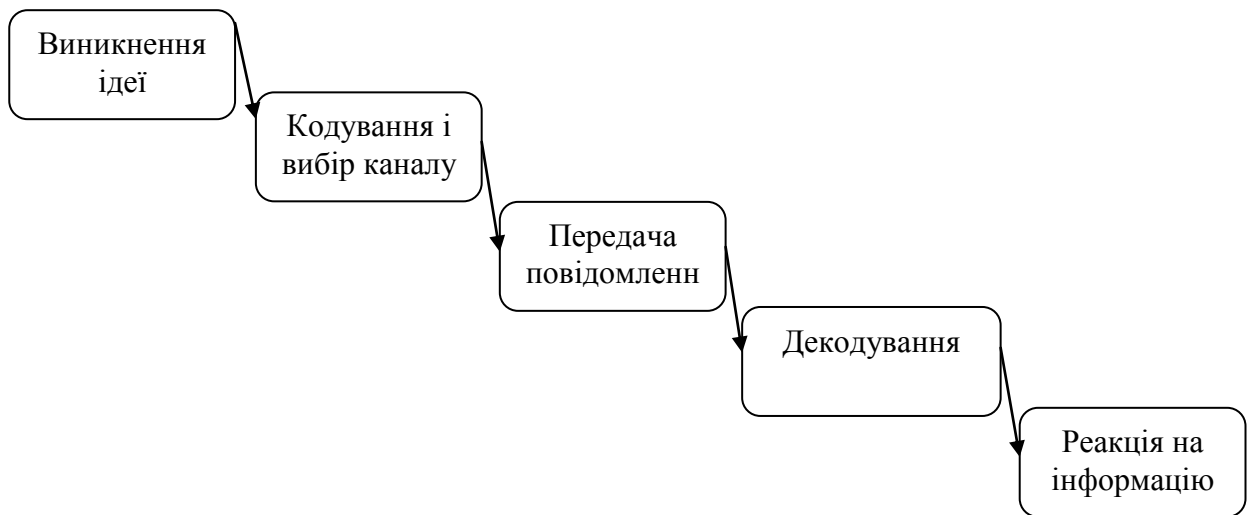 Виникнення
ідеї
Кодування і
вибір каналу
Передача
повідомленн
Декодування
Реакція на
інформацію